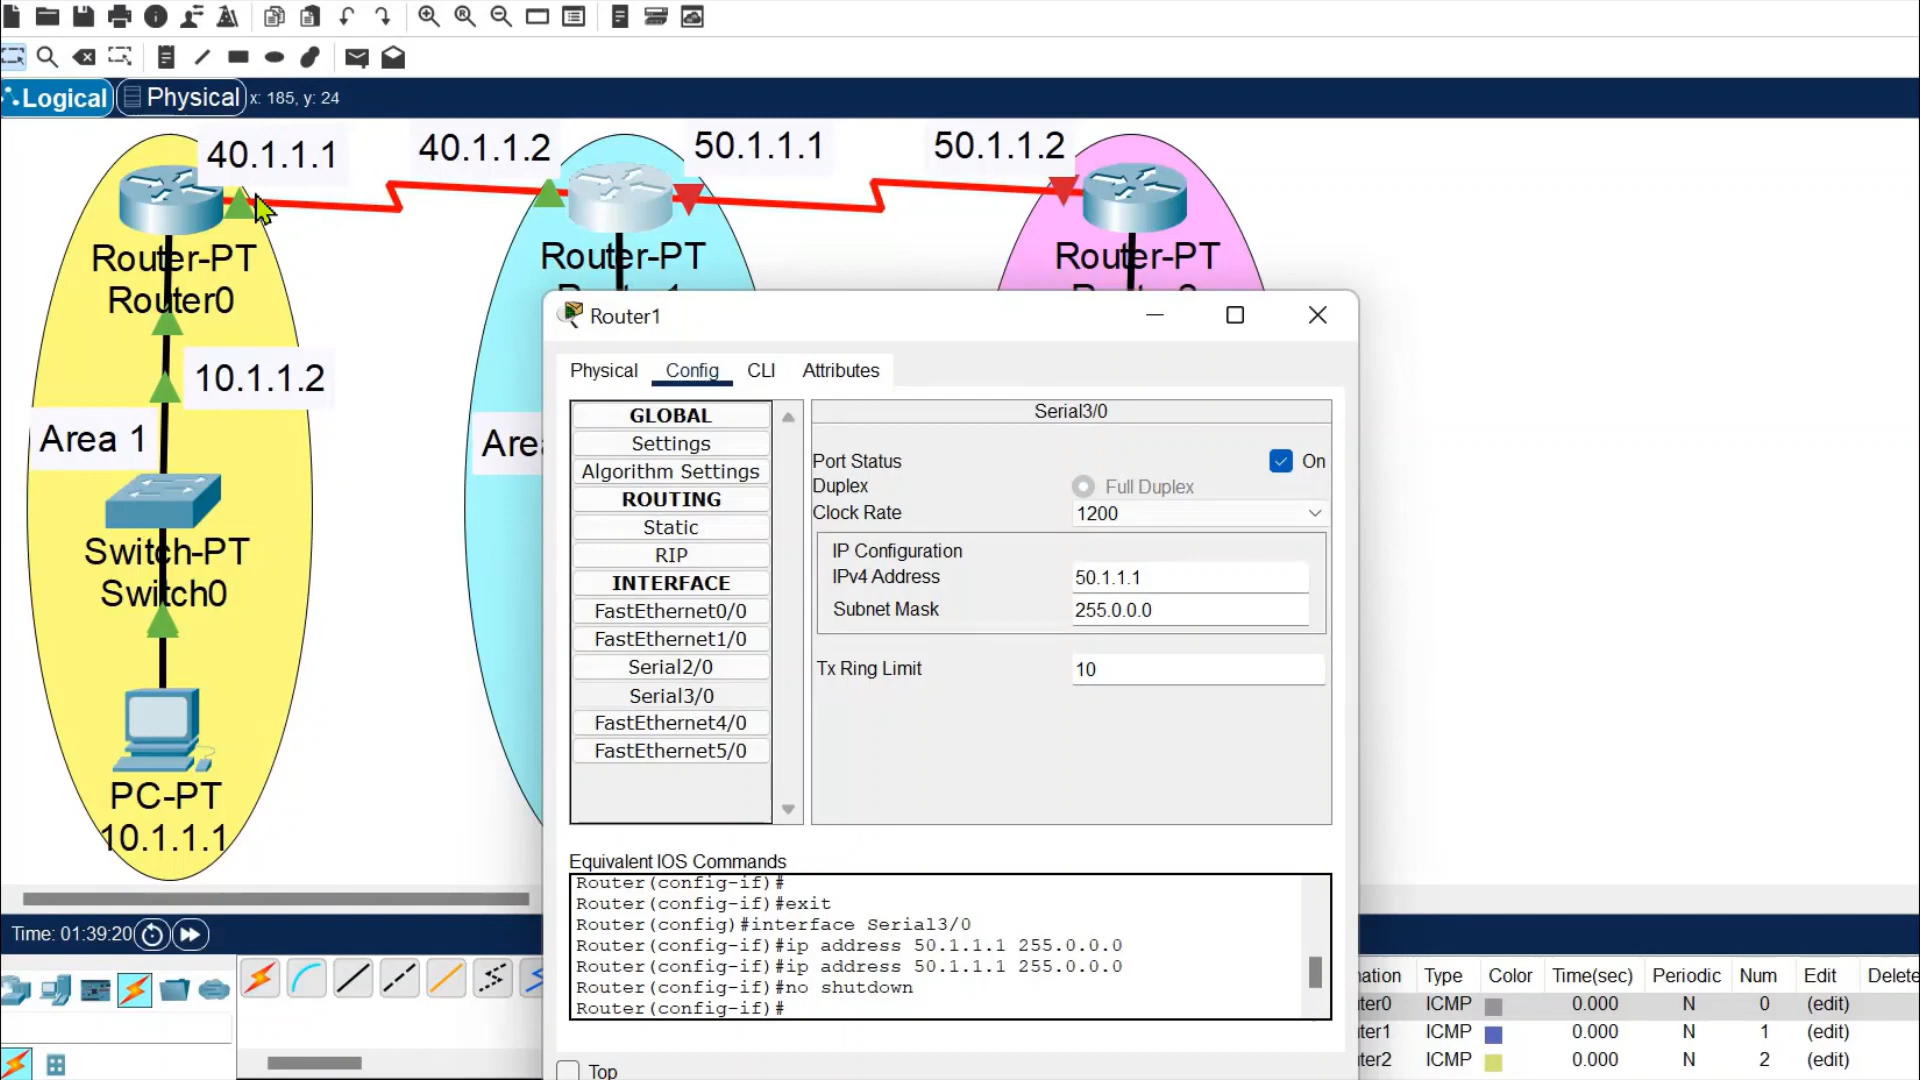 Logical
Physical
x: 185, y: 24
40.1.1.1
40.1.1.2
50.1.1.1
50.1.1.2
Router-PT
Router0
Router-PT
Router-PT
10.1.1.2
Area 1
Switch-PT
Switch0
PC-PT
10.1.1.1
Router1
Physical
Config
CLI
Attributes
GLOBAL
Settings
Algorithm Settings
ROUTING
Static
RIP
INTERFACE
FastEthernet0/0
FastEthernet1/0
Serial2/0
Serial3/0
FastEthernet4/0
FastEthernet5/0
Serial3/0
Port Status
On
Duplex
Full Duplex
Clock Rate
1200
IP Configuration
IPv4 Address
50.1.1.1
Subnet Mask
255.0.0.0
Tx Ring Limit
10
Equivalent IOS Commands
Router(config-if)#
Router(config-if)#exit
Router(config)#interface Serial3/0
Router(config-if)#ip address 50.1.1.1 255.0.0.0
Router(config-if)#ip address 50.1.1.1 255.0.0.0
Router(config-if)#no shutdown
Router(config-if)#
Top
Time: 01:39:20
nation Type Color Time(sec) Periodic Num Edit Delete
uter0 ICMP 0.000 N 0 (edit)
uter1 ICMP 0.000 N 1 (edit)
uter2 ICMP 0.000 N 2 (edit)